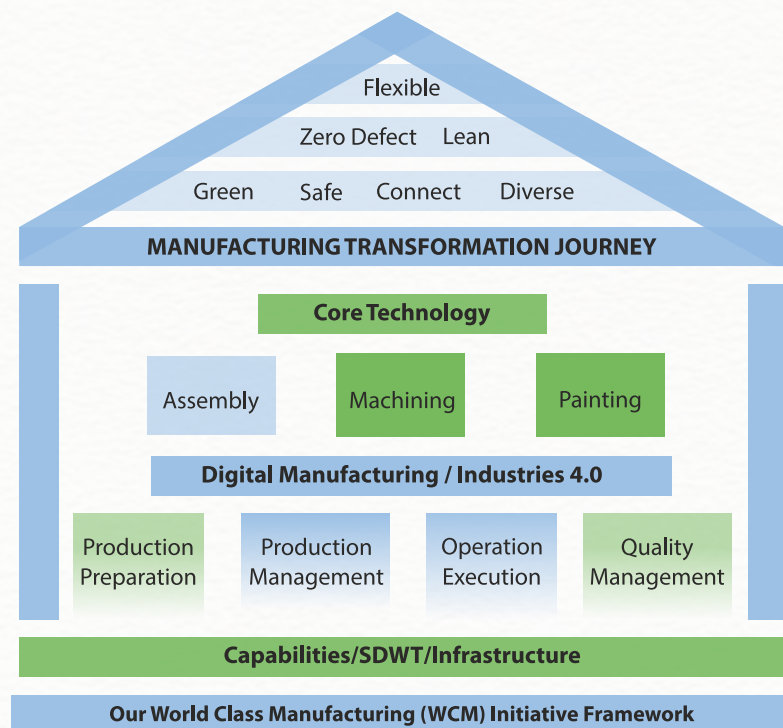 Flexible
Zero Defect Lean
Green Safe Connect Diverse
MANUFACTURING TRANSFORMATION JOURNEY
Core Technology
Assembly Machining Painting
Digital Manufacturing / Industries 4.0
Production
Preparation
Production
Management
Operation
Execution
Quality
Management
Capabilities/SDWT/Infrastructure
Our World Class Manufacturing (WCM) Initiative Framework